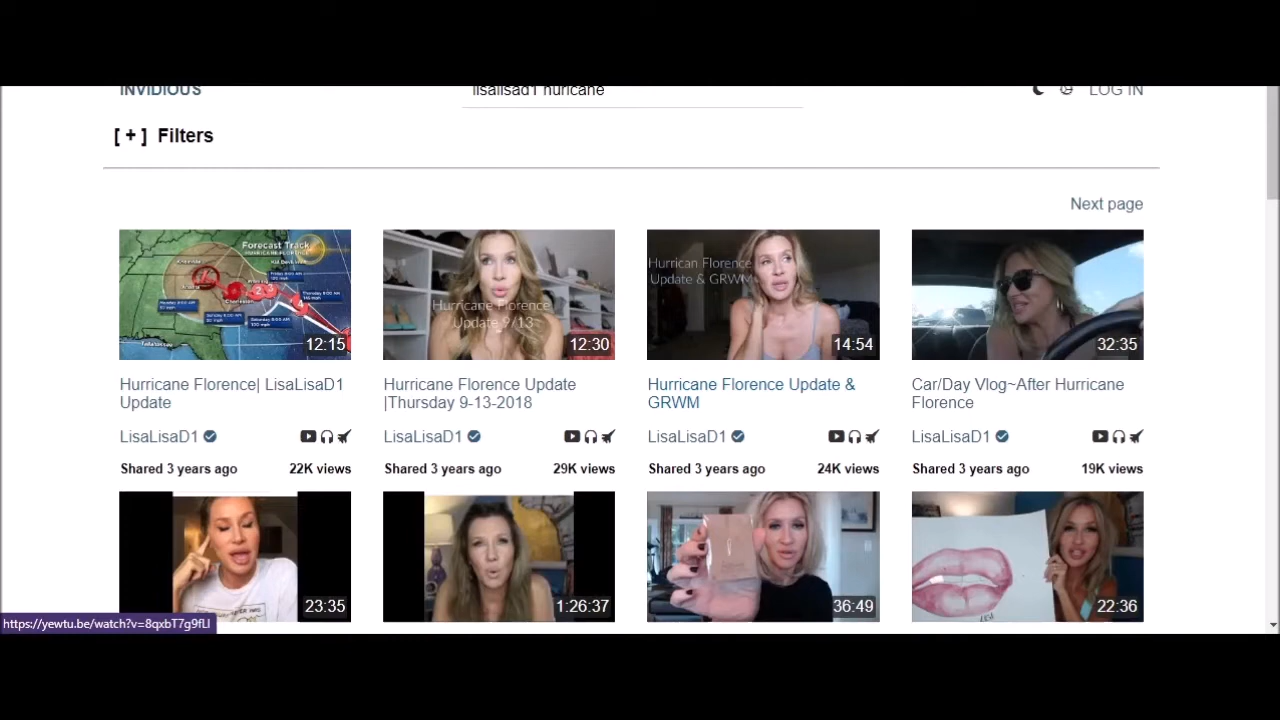 INVIDIOUS
lisalisad1 huricane
LOG IN
[ + ] Filters
Next page
Forecast Track
HURRICANE FLORENCE
12:15
Hurricane Florence
Update 9/13
12:30
Hurrican Florence
Update & GRWM
14:54
32:35
Hurricane Florence| LisaLisaD1
Update
Hurricane Florence Update
|Thursday 9-13-2018
Hurricane Florence Update &
GRWM
Car/Day Vlog~After Hurricane
Florence
LisaLisaD1
LisaLisaD1
LisaLisaD1
LisaLisaD1
Shared 3 years ago
22K views
Shared 3 years ago
29K views
Shared 3 years ago
24K views
Shared 3 years ago
19K views
23:35
1:26:37
36:49
22:36
https://yewtu.be/watch?v=8qxbT7g9fLI